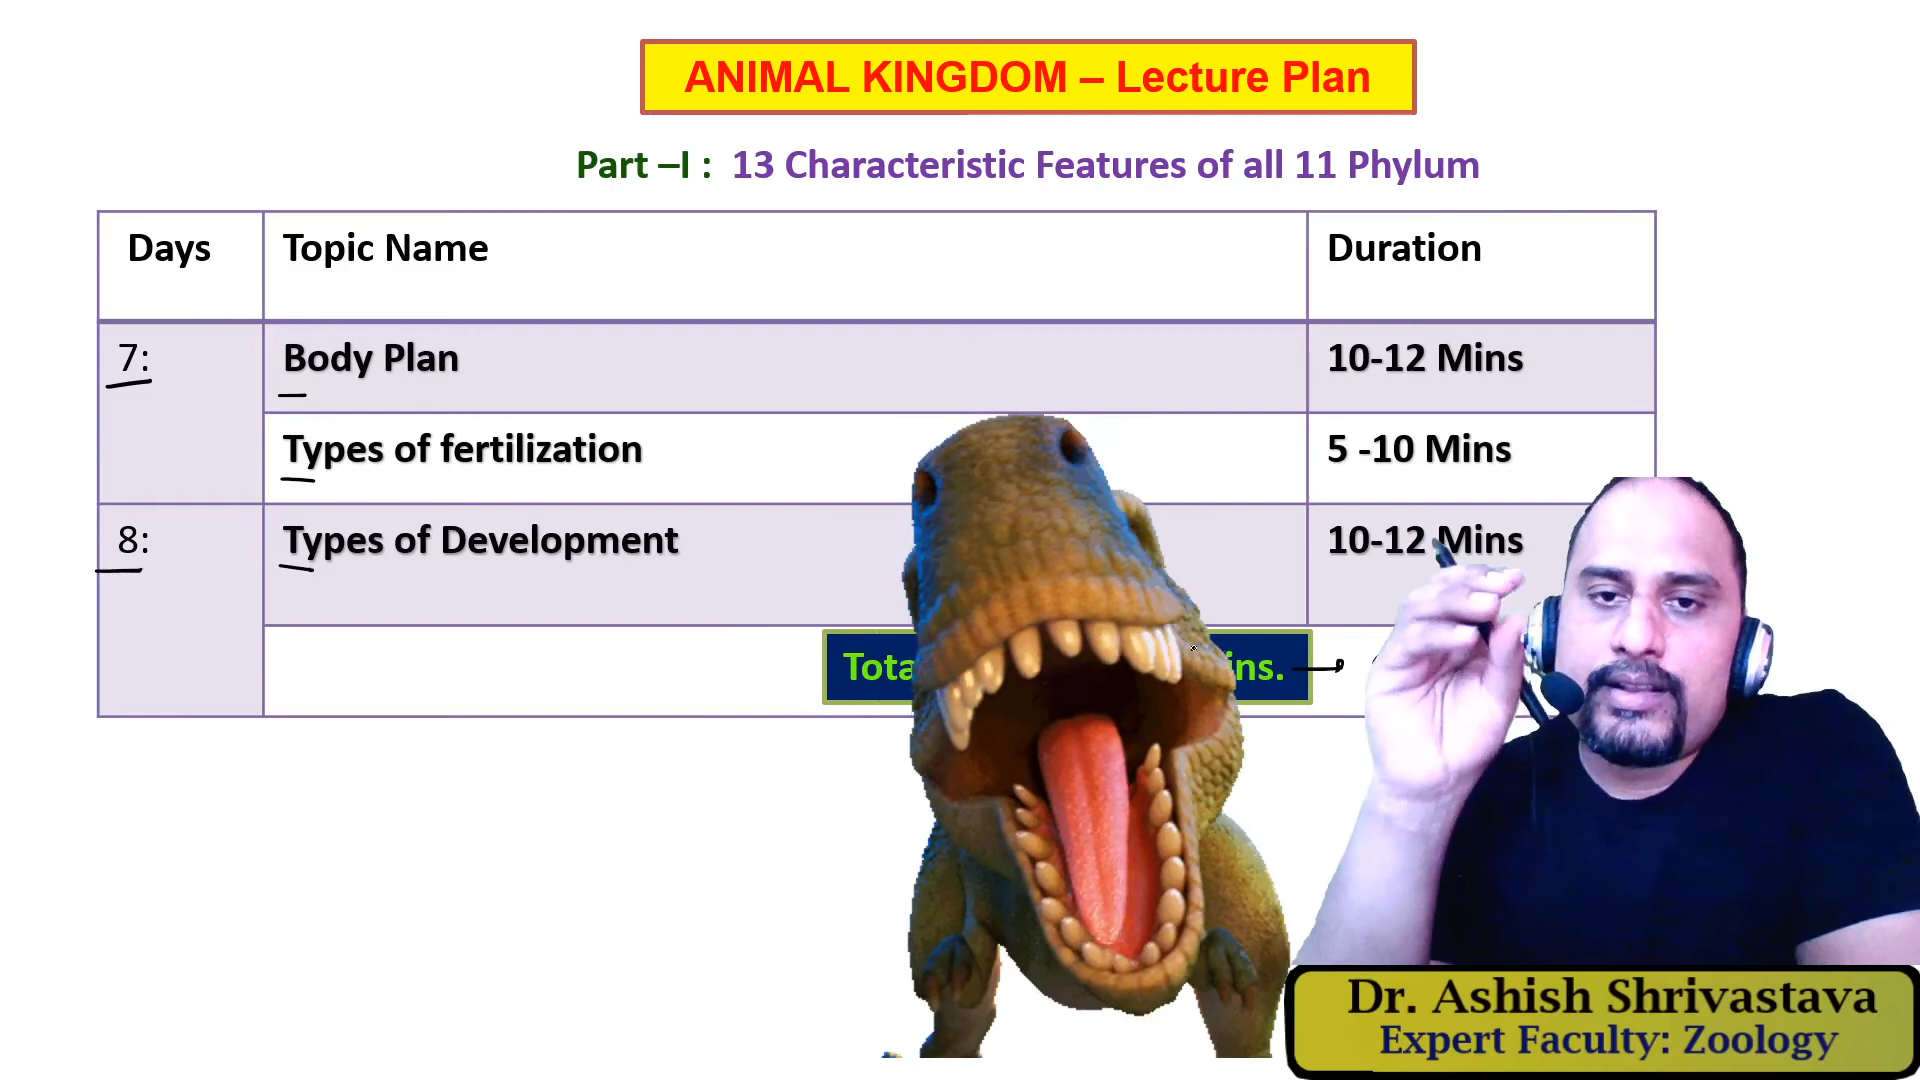 ANIMAL KINGDOM – Lecture Plan
Part –I : 13 Characteristic Features of all 11 Phylum
Days Topic Name Duration
7: Body Plan 10-12 Mins
Types of fertilization 5 -10 Mins
8: Types of Development 10-12 Mins
Dr. Ashish Shrivastava
Expert Faculty: Zoology